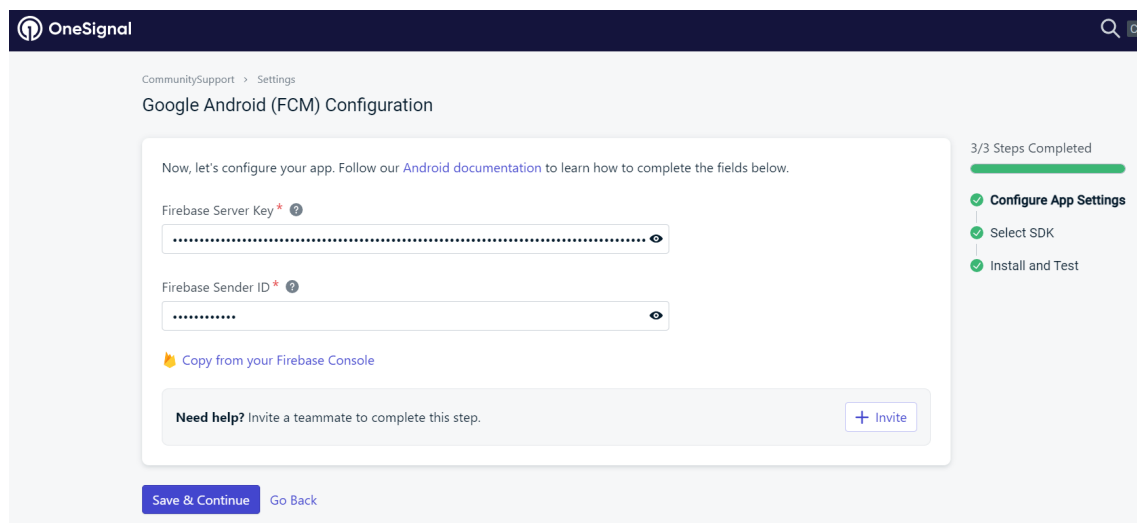 OneSignal
CommunitySupport > Settings
Google Android (FCM) Configuration
Now, let's configure your app. Follow our Android documentation to learn how to complete the fields below.
Firebase Server Key *
Firebase Sender ID *
Copy from your Firebase Console
Need help? Invite a teammate to complete this step.
+ Invite
Save & Continue Go Back
3/3 Steps Completed
Configure App Settings
Select SDK
Install and Test